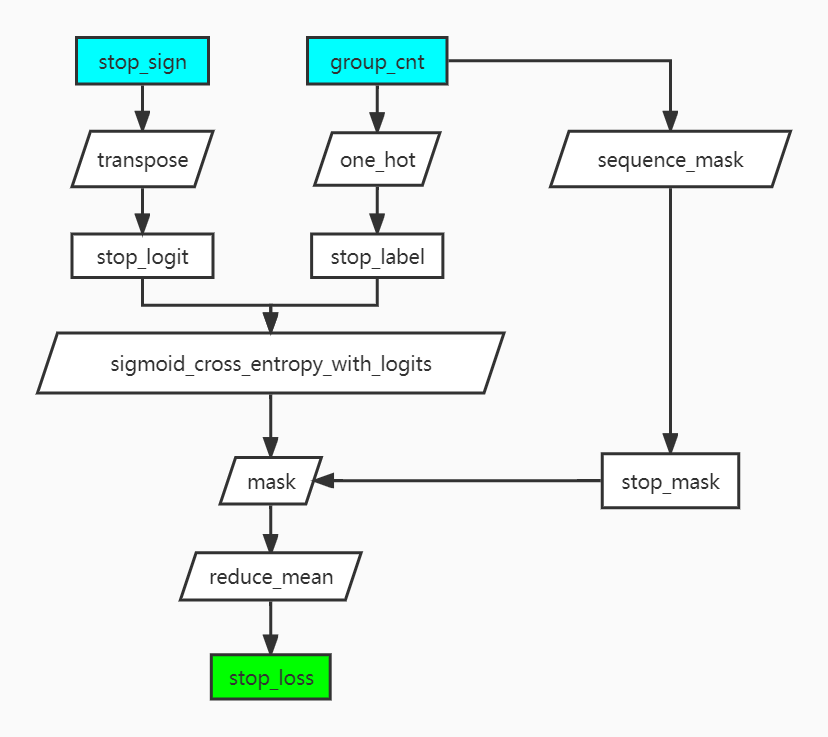 stop_sign
group_cnt
transpose
one_hot
sequence_mask
stop_logit
stop_label
sigmoid_cross_entropy_with_logits
mask
stop_mask
reduce_mean
stop_loss